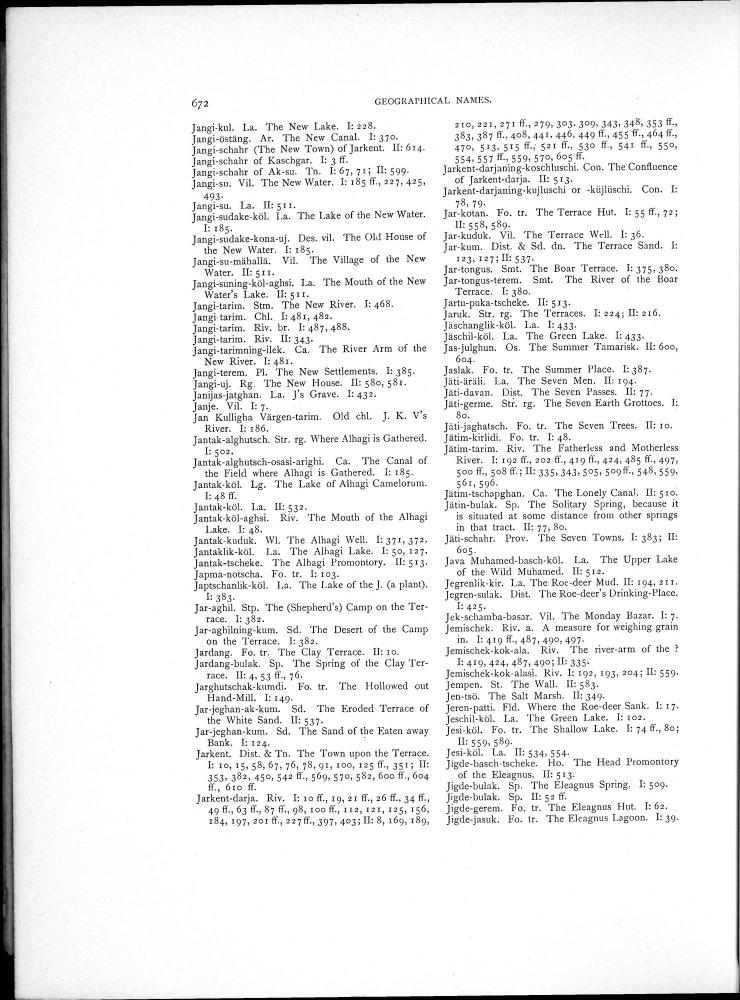 672
GEOGRAPHICAL NAMES.
Jangi-kul. La. The New Lake. I: 228.
Jangi-östäng. Ar. The New Canal. I: 370.
Jangi-schahr (The New Town) of Jarkent. II: 614.
Jangi-schahr of Kaschgar. I: 3 ff.
Jangi-schahr of Ak-su. Tn. I: 67, 71; II: 599.
Jangi-su. Vil. The New Water. I: 185 ff., 227, 425,
493.
Jangi-su. La. II: 511.
Jangi-sudake-köl. La. The Lake of the New Water.
I: 185.
Jangi-sudake-kona-uj. Des. vil. The Old House of
the New Water. I: 185.
Jangi-su-mähallä. Vil. The Village of the New
Water. II: 511.
Jangi-suning-köl-aghsi. La. The Mouth of the New
Water's Lake. II: 511.
Jangi-tarim. Stm. The New River. I: 468.
Jangi-tarim. Chl. I: 481, 482.
Jangi-tarim. Riv. br. I: 487, 488.
Jangi-tarim. Riv. II: 343.
Jangi-tarimning-ilek. Ca. The River Arm of the
New River. I: 481.
Jangi-terem. Pl. The New Settlements. I: 385.
Jangi-uj. Rg. The New House. II: 580, 581.
Janijas-jatghan. La. J's Grave. I: 432.
Janje. Vil. I: 7.
Jan Kulligha Värgen-tarim. Old chl. J. K. V's
River. I: 186.
Jantak-alghutsch. Str. rg. Where Alhagi is Gathered.
I: 502.
Jantak-alghutsch-osasi-arighi. Ca. The Canal of
the Field where Alhagi is Gathered. I: 185.
Jantak-köl. Lg. The Lake of Alhagi Camelorum.
I: 48 ff.
Jantak-köl. La. II: 532.
Jantak-köl-aghsi. Riv. The Mouth of the Alhagi
Lake. I: 48.
Jantak-kuduk. Wl. The Alhagi Well. I: 371, 372.
Jantaklik-köl. La. The Alhagi Lake. I: 50, 127.
Jantak-tscheke. The Alhagi Promontory. II: 513.
Japma-notscha. Fo. tr. I: 103.
Japtschanlik-köl. La. The Lake of the J. (a plant).
I: 383.
Jar-aghil. Stp. The (Shepherd's) Camp on the Ter-
race. I: 382.
Jar-aghilning-kum. Sd. The Desert of the Camp
on the Terrace. I: 382.
Jardang. Fo. tr. The Clay Terrace. II: 10.
Jardang-bulak. Sp. The Spring of the Clay Ter-
race. II: 4, 53 ff., 76.
Jarghutschak-kumdi. Fo. tr. The Hollowed out
Hand-Mill. I: 149.
Jar-jeghan-ak-kum. Sd. The Eroded Terrace of
the White Sand. II: 537.
Jar-jeghan-kum. Sd. The Sand of the Eaten away
Bank. I: 124.
Jarkent. Dist. & Tn. The Town upon the Terrace.
I: 10, 15, 58, 67, 76, 78, 91, 100, 125 ff., 351; II:
353, 382, 450, 542 ff., 569, 570, 582, 600 ff., 604
ff., 610 ff.
Jarkent-darja. Riv. I: 10 ff., 19, 21 ff., 26 ff., 34 ff.,
49 ff., 63 ff., 87 ff., 98, 100 ff., 112, 121, 125, 156,
184, 197, 201 ff., 227 ff., 397, 403; II: 8, 169, 189,
210, 221, 271 ff., 279, 303, 309, 343, 348, 353 ff.,
383, 387 ff., 408, 441, 446, 449 ff., 455 ff., 464 ff.,
470, 513, 515 ff., 521 ff., 530 ff., 541 ff., 550,
554, 557 ff., 559, 570, 605 ff.
Jarkent-darjaning-koschluschi. Con. The Confluence
of Jarkent-darja. II: 513.
Jarkent-darjaning-kujluschi or -küjlüschi. Con. I:
78, 79.
Jar-kotan. Fo. tr. The Terrace Hut. I: 55 ff., 72;
II: 558, 589.
Jar-kuduk. Vil. The Terrace Well. I: 36.
Jar-kum. Dist. & Sd. dn. The Terrace Sand. I:
123, 127; II: 537.
Jar-tongus. Smt. The Boar Terrace. I: 375, 380.
Jar-tongus-terem. Smt. The River of the Boar
Terrace. I: 380.
Jartu-puka-tscheke. II: 513.
Jaruk. Str. rg. The Terraces. I: 224; II: 216.
Jäschanglik-köl. La. I: 433.
Jäschil-köl. La. The Green Lake. I: 433.
Jas-julghun. Os. The Summer Tamarisk. II: 600,
604.
Jaslak. Fo. tr. The Summer Place. I: 387.
Jäti-äräli. La. The Seven Men. II: 194.
Jäti-davan. Dist. The Seven Passes. II: 77.
Jäti-germe. Str. rg. The Seven Earth Grottoes. I:
80.
Jäti-jaghatsch. Fo. tr. The Seven Trees. II: 10.
Jätim-kirlidi. Fo. tr. I: 48.
Jätim-tarim. Riv. The Fatherless and Motherless
River. I: 192 ff., 202 ff., 419 ff., 424, 485 ff., 497,
500 ff., 508 ff.; II: 335, 343, 505, 509 ff., 548, 559,
561, 596.
Jätim-tschopghan. Ca. The Lonely Canal. II: 510.
Jätin-bulak. Sp. The Solitary Spring, because it
is situated at some distance from other springs
in that tract. II: 77, 80.
Jäti-schahr. Prov. The Seven Towns. I: 383; II:
605.
Java Muhamed-basch-köl. La. The Upper Lake
of the Wild Muhamed. II: 512.
Jegrenlik-kir. La. The Roe-deer Mud. II: 194, 211.
Jegren-sulak. Dist. The Roe-deer's Drinking-Place.
I: 425.
Jek-schamba-basar. Vil. The Monday Bazar. I: 7.
Jemischek. Riv. a. A measure for weighing grain
in. I: 419 ff., 487, 490, 497.
Jemischek-kok-ala. Riv. The river-arm of the ?
I: 419, 424, 487, 490; II: 335.
Jemischek-kok-alasi. Riv. I: 192, 193, 204; II: 559.
Jempen. St. The Wall. II: 583.
Jen-tsö. The Salt Marsh. II: 349.
Jeren-patti. Fld. Where the Roe-deer Sank. I: 17.
Jeschil-köl. La. The Green Lake. I: 102.
Jesi-köl. Fo. tr. The Shallow Lake. I: 74 ff., 80;
II: 559, 589.
Jesi-köl. La. II: 534, 554.
Jigde-basch-tscheke. Ho. The Head Promontory
of the Eleagnus. II: 513.
Jigde-bulak. Sp. The Eleagnus Spring. I: 509.
Jigde-bulak. Sp. II: 52 ff.
Jigde-gerem. Fo. tr. The Eleagnus Hut. I: 62.
Jigde-jasuk. Fo. tr. The Eleagnus Lagoon. I: 39.